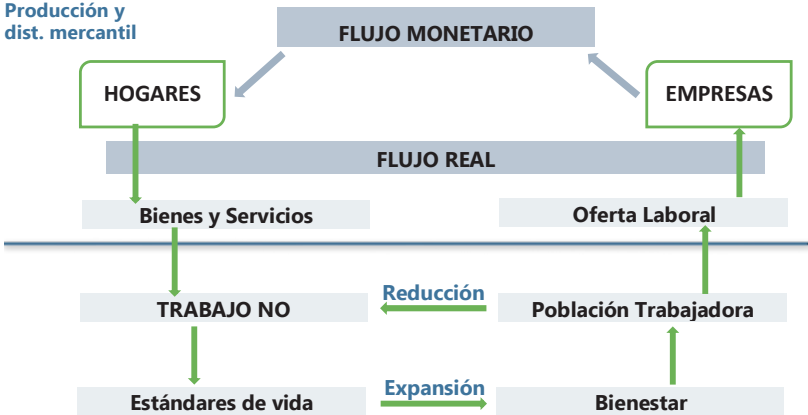 Producción y
dist. mercantil
FLUJO MONETARIO
HOGARES
EMPRESAS
FLUJO REAL
Bienes y Servicios
Oferta Laboral
TRABAJO NO
Reducción
Población Trabajadora
Estándares de vida
Expansión
Bienestar